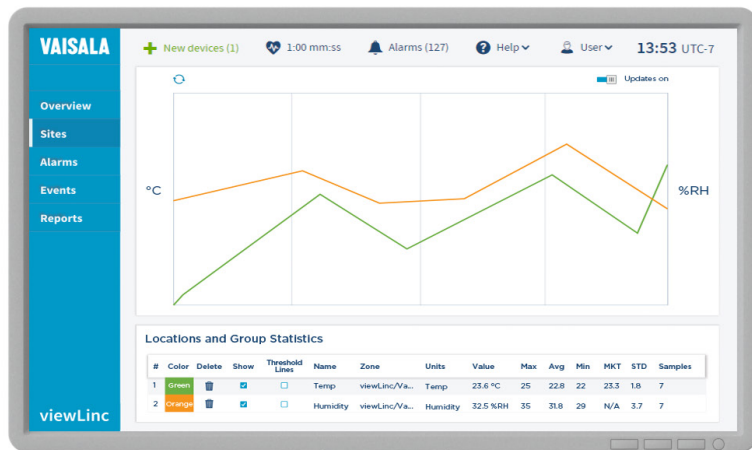 VAISALA
New devices (1) 1:00 mm:ss Alarms (127) Help User 13:53 UTC-7
Updates on
Overview
Sites
Alarms
Events
Reports
°C
%RH
Locations and Group Statistics
# Color Delete Show Threshold Lines Name Zone Units Value Max Avg Min MKT STD Samples
1 Green Temp viewLinc/Va... Temp 23.6 °C 25 22.8 22 23.3 1.8 7
2 Orange Humidity viewLinc/Va... Humidity 32.5 %RH 35 31.8 29 N/A 3.7 7
viewLinc